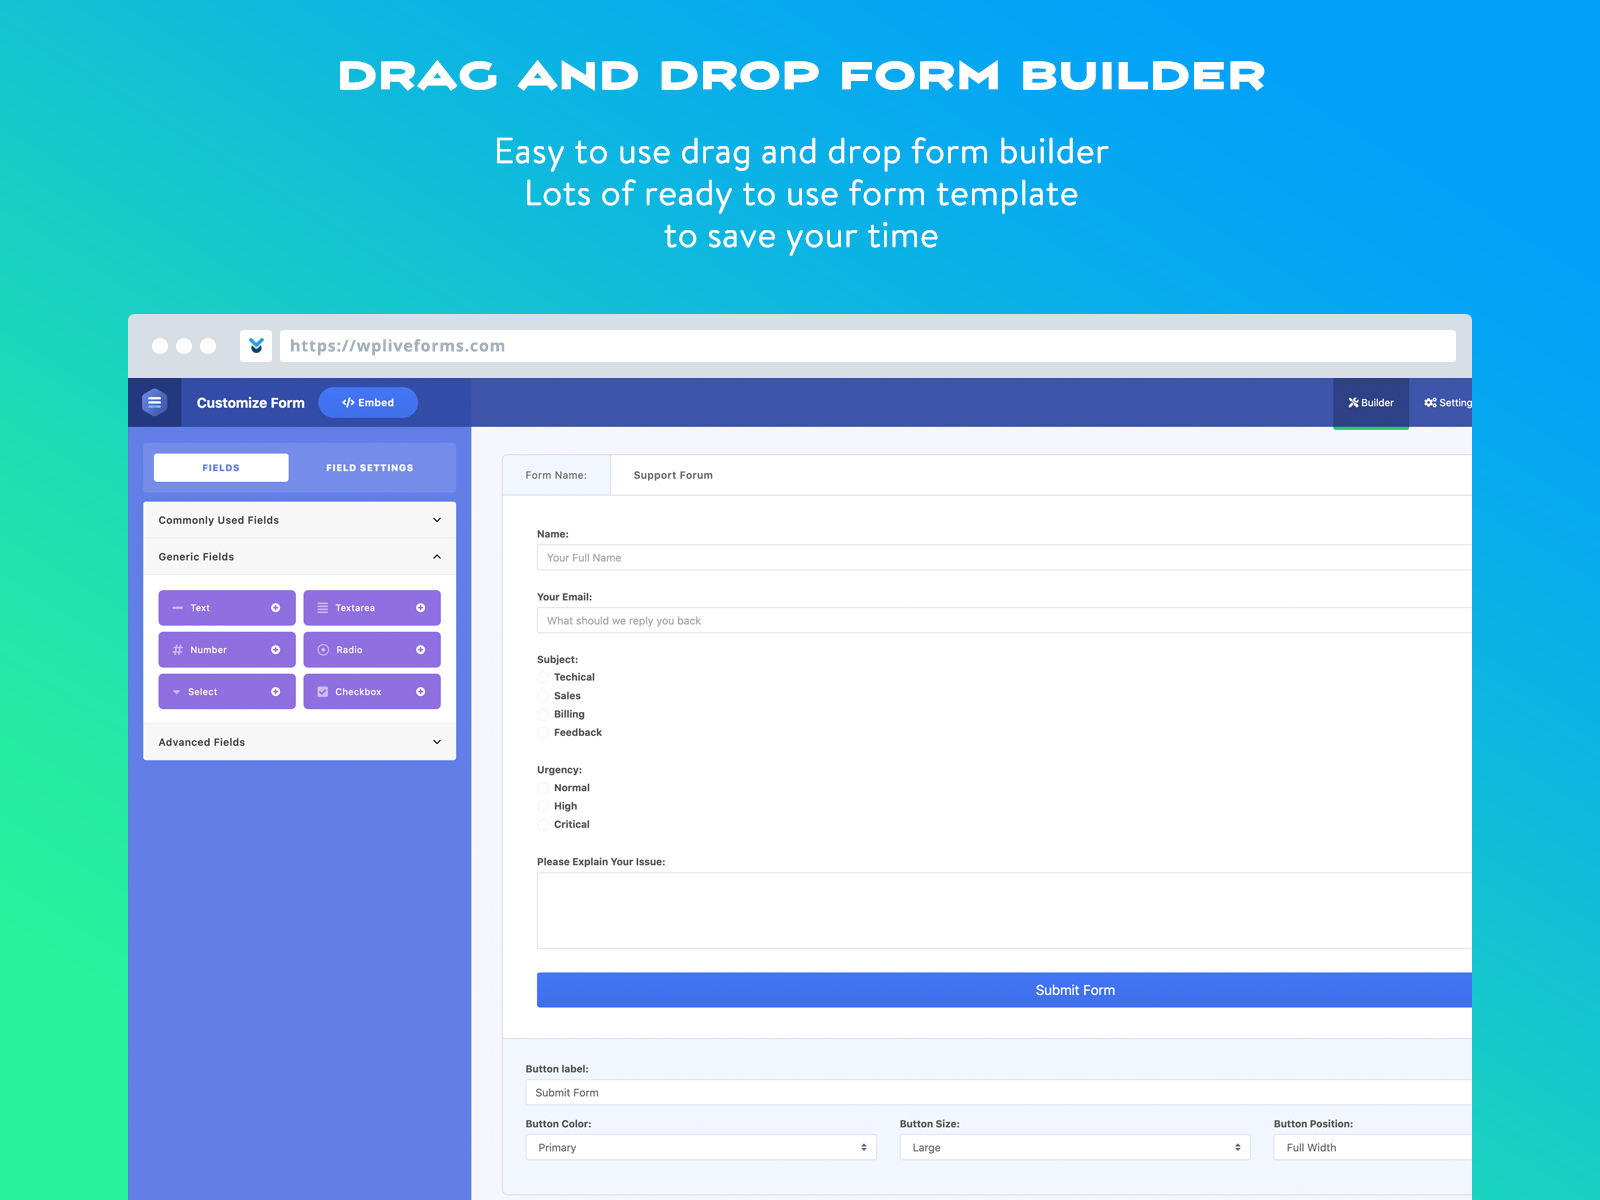 DRAG AND DROP FORM BUILDER
Easy to use drag and drop form builder
Lots of ready to use form template
to save your time
https://wpliveforms.com
Customize Form
</> Embed
Builder
Setting
FIELDS
FIELD SETTINGS
Commonly Used Fields
Generic Fields
Text
Textarea
Number
Radio
Select
Checkbox
Advanced Fields
Form Name:
Support Forum
Name:
Your Full Name
Your Email:
What should we reply you back
Subject:
Techical
Sales
Billing
Feedback
Urgency:
Normal
High
Critical
Please Explain Your Issue:
Submit Form
Button label:
Submit Form
Button Color:
Button Size:
Button Position:
Primary
Large
Full Width